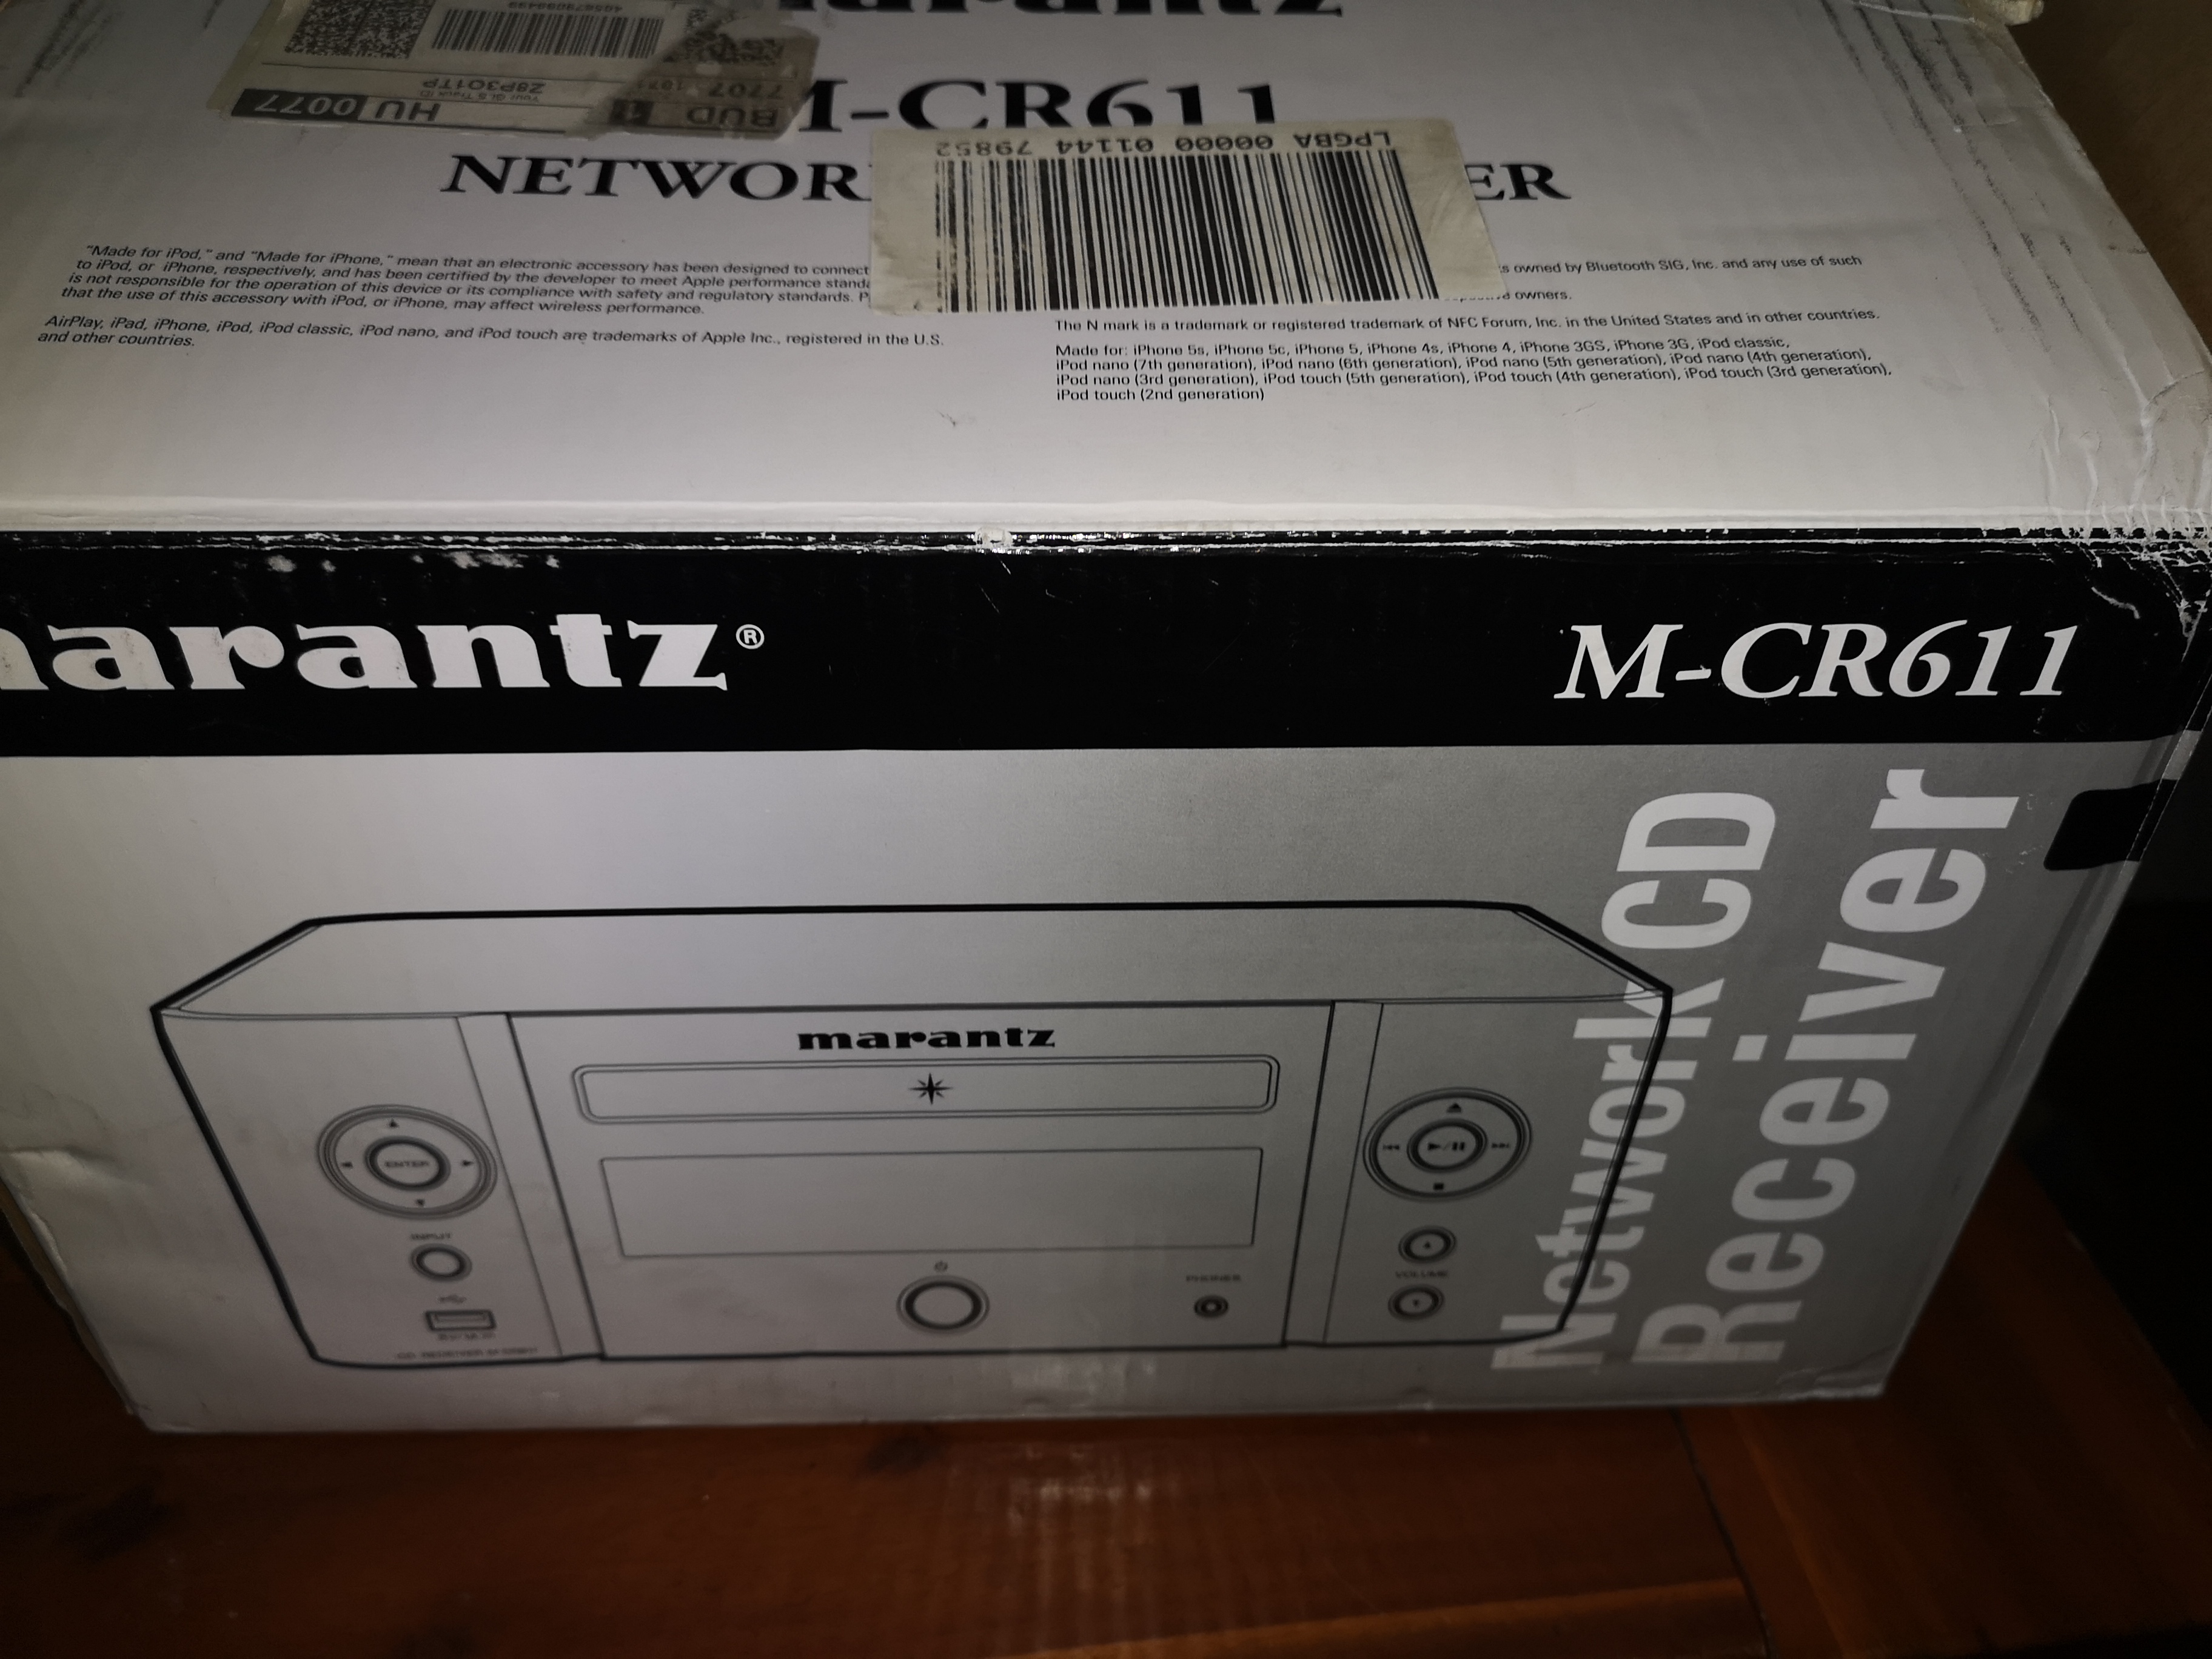 arantz
M-CR611
NETWOR ER
HU 0077
Your GLS Track ID
Z8P3O1TP
BUD 1
7707
LPGBA 00000 01144 79852
"Made for iPod," and "Made for iPhone," mean that an electronic accessory has been designed to connect
to iPod, or iPhone, respectively, and has been certified by the developer to meet Apple performance standa
is not responsible for the operation of this device or its compliance with safety and regulatory standards. P
that the use of this accessory with iPod, or iPhone, may affect wireless performance.
AirPlay, iPad, iPhone, iPod, iPod classic, iPod nano, and iPod touch are trademarks of Apple Inc., registered in the U.S.
and other countries.
s owned by Bluetooth SIG, Inc. and any use of such
owners.
The N mark is a trademark or registered trademark of NFC Forum, Inc. in the United States and in other countries.
Made for: iPhone 5s, iPhone 5c, iPhone 5, iPhone 4s, iPhone 4, iPhone 3GS, iPhone 3G, iPod classic,
iPod nano (7th generation), iPod nano (6th generation), iPod nano (5th generation), iPod nano (4th generation),
iPod nano (3rd generation), iPod touch (5th generation), iPod touch (4th generation), iPod touch (3rd generation),
iPod touch (2nd generation)
arantz®
M-CR611
Network CD
Receiver
marantz
ENTER
INPUT
PHONES
VOLUME